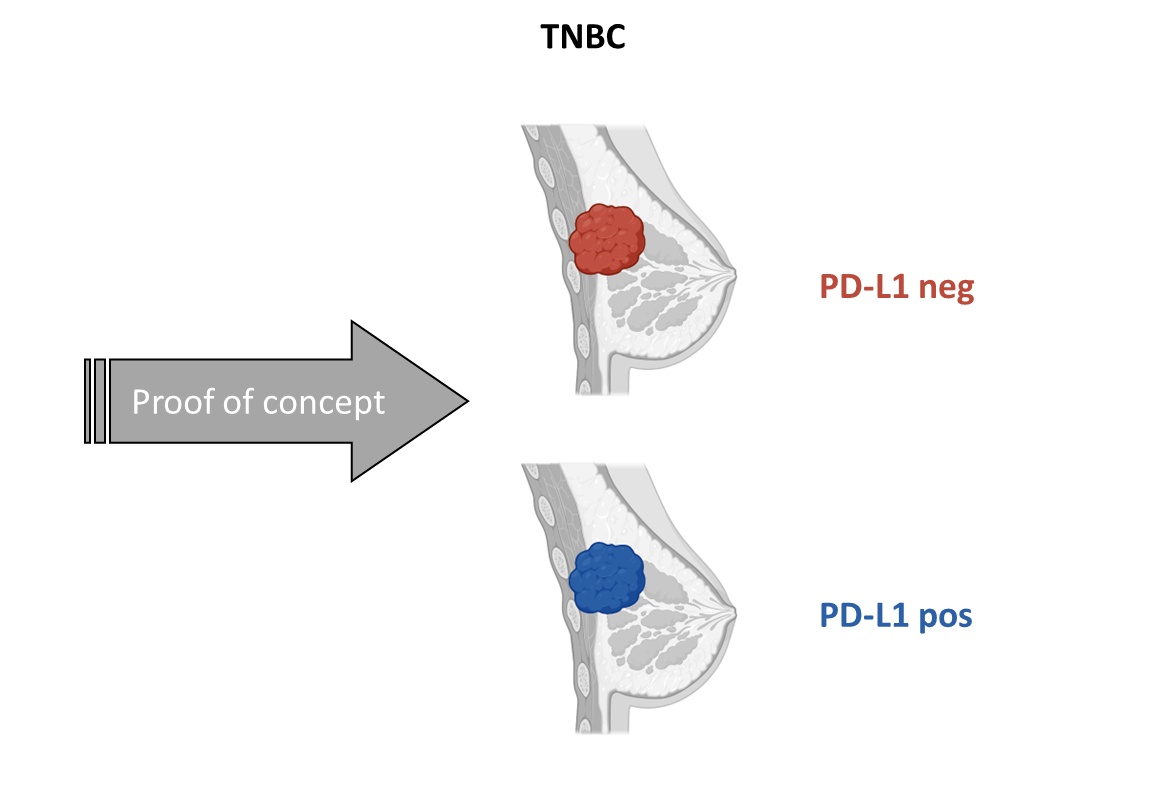 TNBC
PD-L1 neg
Proof of concept
PD-L1 pos